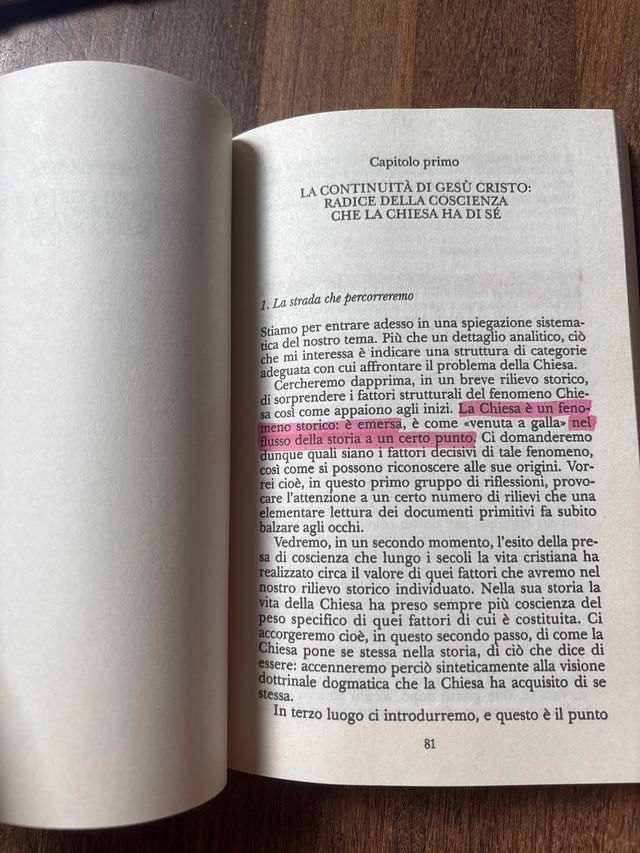 Capitolo primo
LA CONTINUITÀ DI GESÙ CRISTO:
RADICE DELLA COSCIENZA
CHE LA CHIESA HA DI SÉ
1. La strada che percorreremo
Stiamo per entrare adesso in una spiegazione sistema-
tica del nostro tema. Più che un dettaglio analitico, ciò
che mi interessa è indicare una struttura di categorie
adeguata con cui affrontare il problema della Chiesa.
Cercheremo dapprima, in un breve rilievo storico,
di sorprendere i fattori strutturali del fenomeno Chie-
sa così come appaiono agli inizi. La Chiesa è un feno-
meno storico: è emersa, è come «venuta a galla» nel
flusso della storia a un certo punto. Ci domanderemo
dunque quali siano i fattori decisivi di tale fenomeno,
così come si possono riconoscere alle sue origini. Vor-
rei cioè, in questo primo gruppo di riflessioni, provo-
care l'attenzione a un certo numero di rilievi che una
elementare lettura dei documenti primitivi fa subito
balzare agli occhi.
Vedremo, in un secondo momento, l'esito della pre-
sa di coscienza che lungo i secoli la vita cristiana ha
realizzato circa il valore di quei fattori che avremo nel
nostro rilievo storico individuato. Nella sua storia la
vita della Chiesa ha preso sempre più coscienza del
peso specifico di quei fattori di cui è costituita. Ci
accorgeremo cioè, in questo secondo passo, di come la
Chiesa pone se stessa nella storia, di ciò che dice di
essere: accenneremo perciò sinteticamente alla visione
dottrinale dogmatica che la Chiesa ha acquisito di se
stessa.
In terzo luogo ci introdurremo, e questo è il punto
81